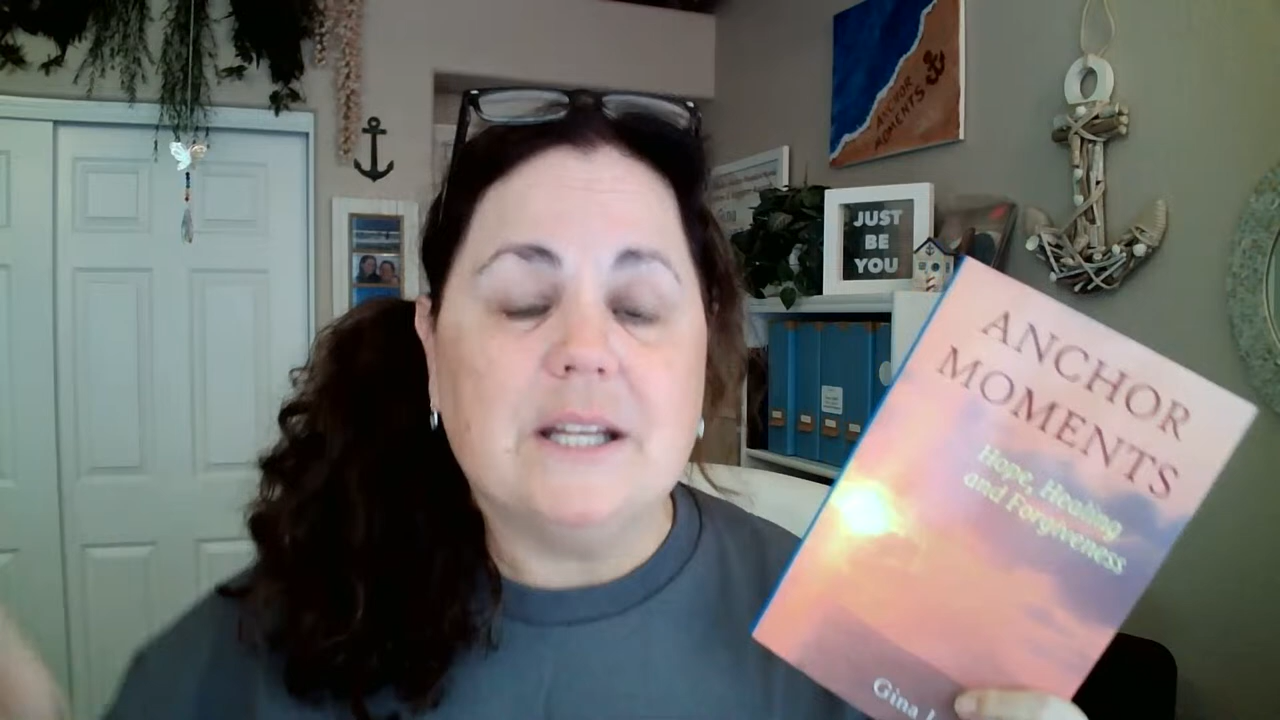 ANCHOR
MOMENTS
JUST
BE
YOU
ANCHOR
MOMENTS
Hope, Healing
and Forgiveness
Gina